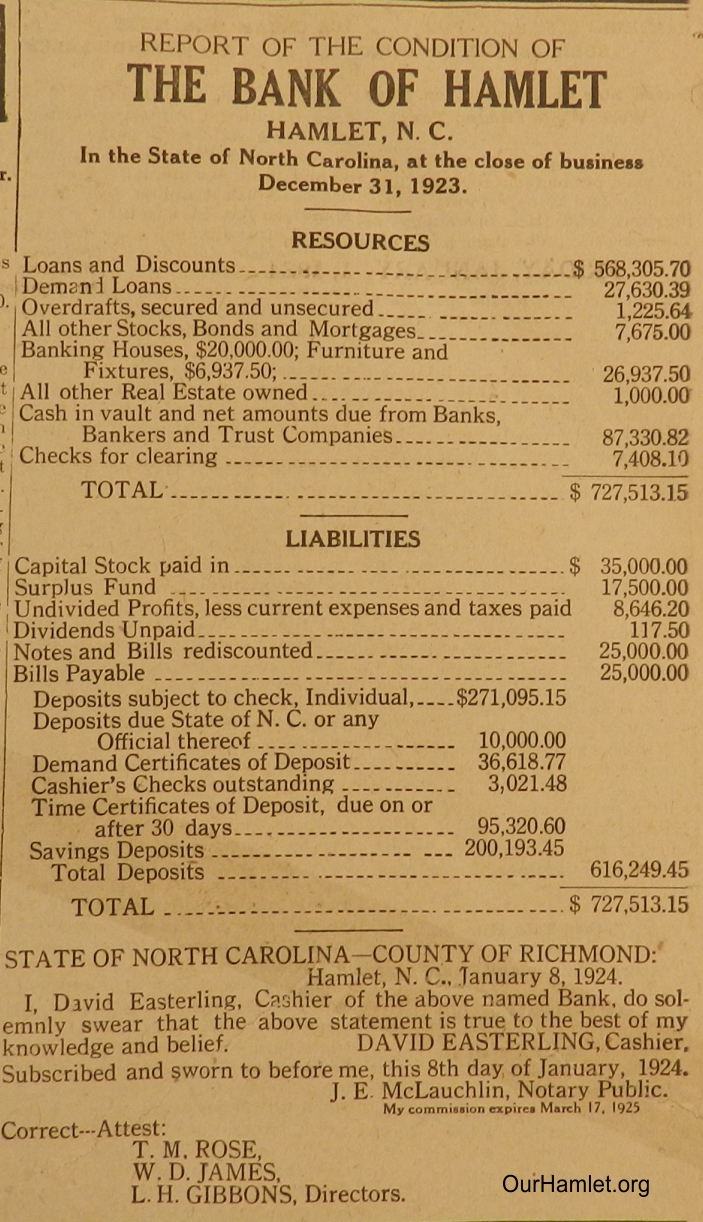 REPORT OF THE CONDITION OF
THE BANK OF HAMLET
HAMLET, N. C.
In the State of North Carolina, at the close of business
December 31, 1923.
RESOURCES
Loans and Discounts $ 568,305.70
Demand Loans 27,630.39
Overdrafts, secured and unsecured 1,225.64
All other Stocks, Bonds and Mortgages 7,675.00
Banking Houses, $20,000.00; Furniture and
Fixtures, $6,937.50; 26,937.50
All other Real Estate owned 1,000.00
Cash in vault and net amounts due from Banks,
Bankers and Trust Companies 87,330.82
Checks for clearing 7,408.10
TOTAL $ 727,513.15
LIABILITIES
Capital Stock paid in $ 35,000.00
Surplus Fund 17,500.00
Undivided Profits, less current expenses and taxes paid 8,646.20
Dividends Unpaid 117.50
Notes and Bills rediscounted 25,000.00
Bills Payable 25,000.00
Deposits subject to check, Individual, $271,095.15
Deposits due State of N. C. or any
Official thereof 10,000.00
Demand Certificates of Deposit 36,618.77
Cashier's Checks outstanding 3,021.48
Time Certificates of Deposit, due on or
after 30 days 95,320.60
Savings Deposits 200,193.45
Total Deposits 616,249.45
TOTAL $ 727,513.15
STATE OF NORTH CAROLINA—COUNTY OF RICHMOND:
Hamlet, N. C., January 8, 1924.
I, David Easterling, Cashier of the above named Bank, do sol-
emnly swear that the above statement is true to the best of my
knowledge and belief. DAVID EASTERLING, Cashier.
Subscribed and sworn to before me, this 8th day of January, 1924.
J. E. McLauchlin, Notary Public.
My commission expires March 17, 1925
Correct---Attest:
T. M. ROSE,
W. D. JAMES,
L. H. GIBBONS, Directors.
OurHamlet.org